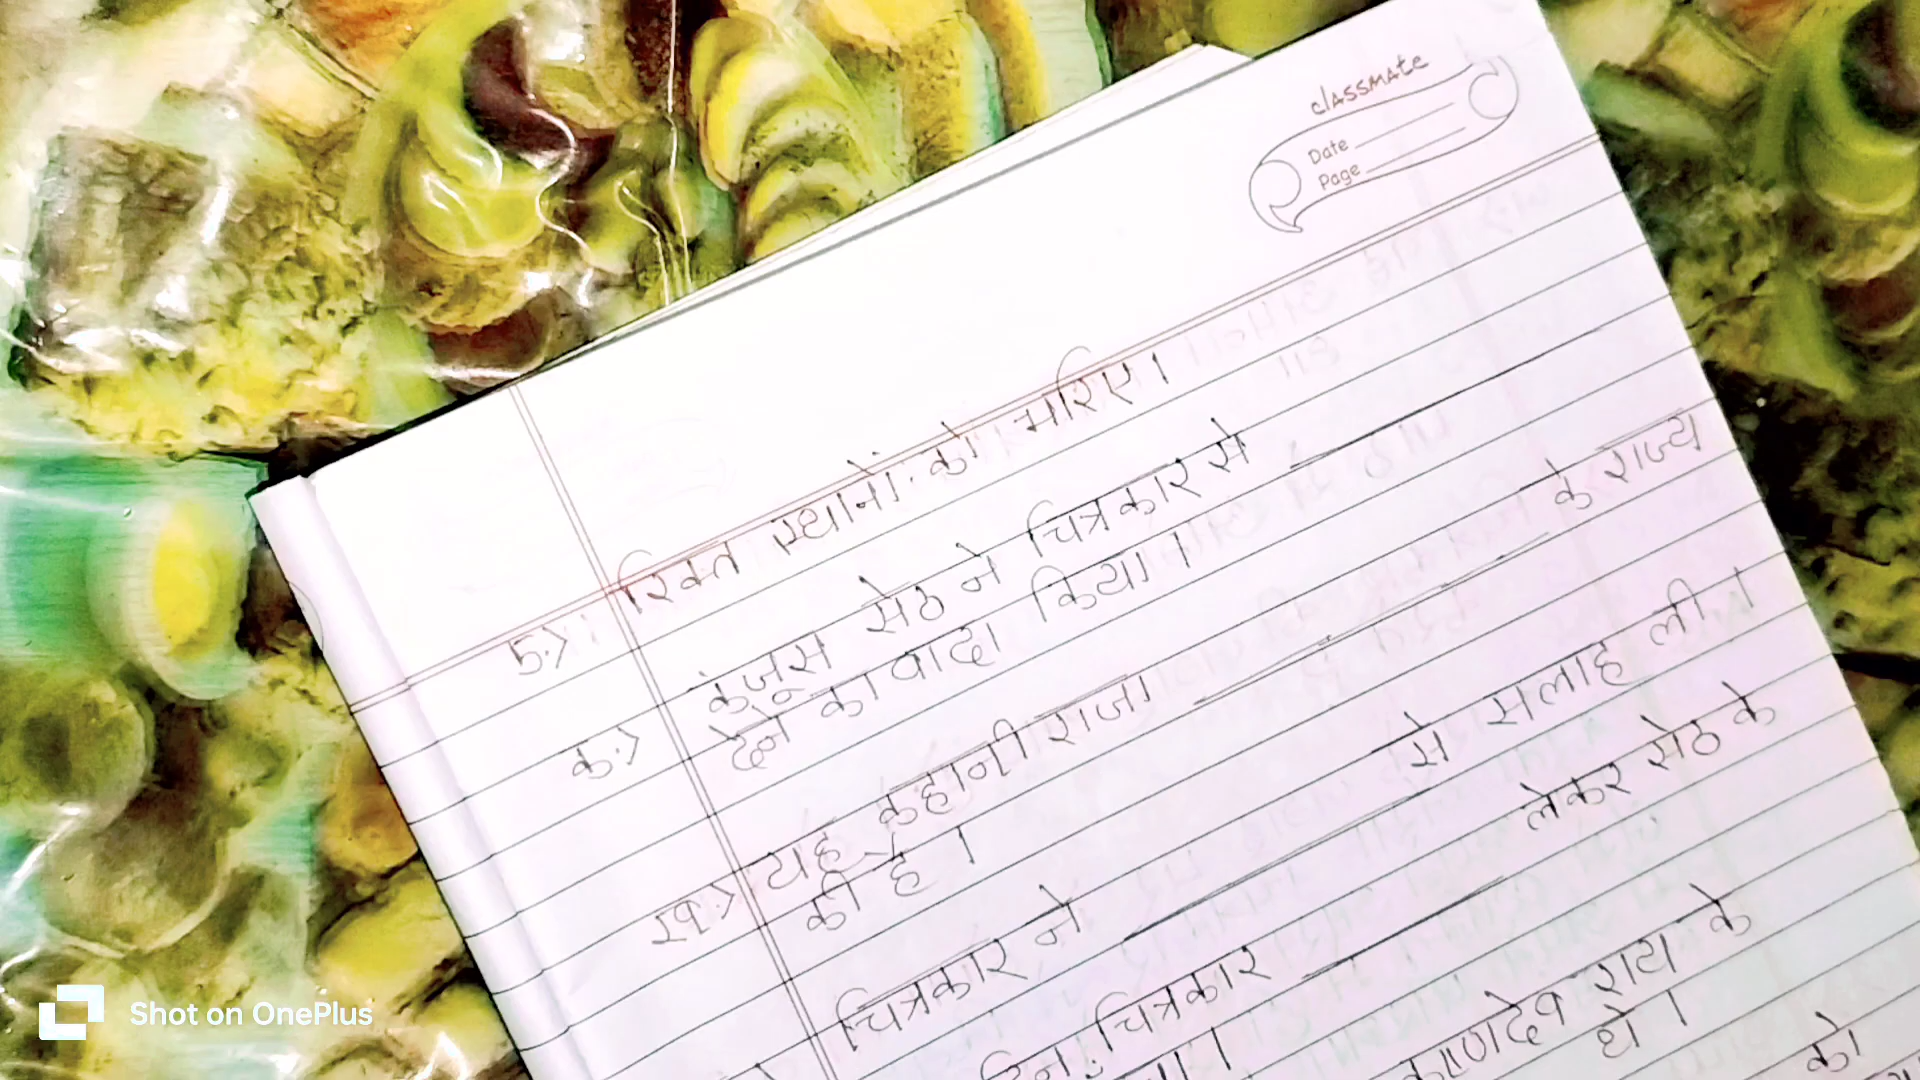 classmate
Date
Page
5.> रिक्त स्थानों को भरिए।
क.> कंजूस सेठ ने चित्रकार से
देने का वादा किया।
ख.> यह कहानी राजा के राज्य
की है।
चित्रकार ने से सलाह ली।
चित्रकार लेकर सेठ के
राय के
थे।
को
Shot on OnePlus